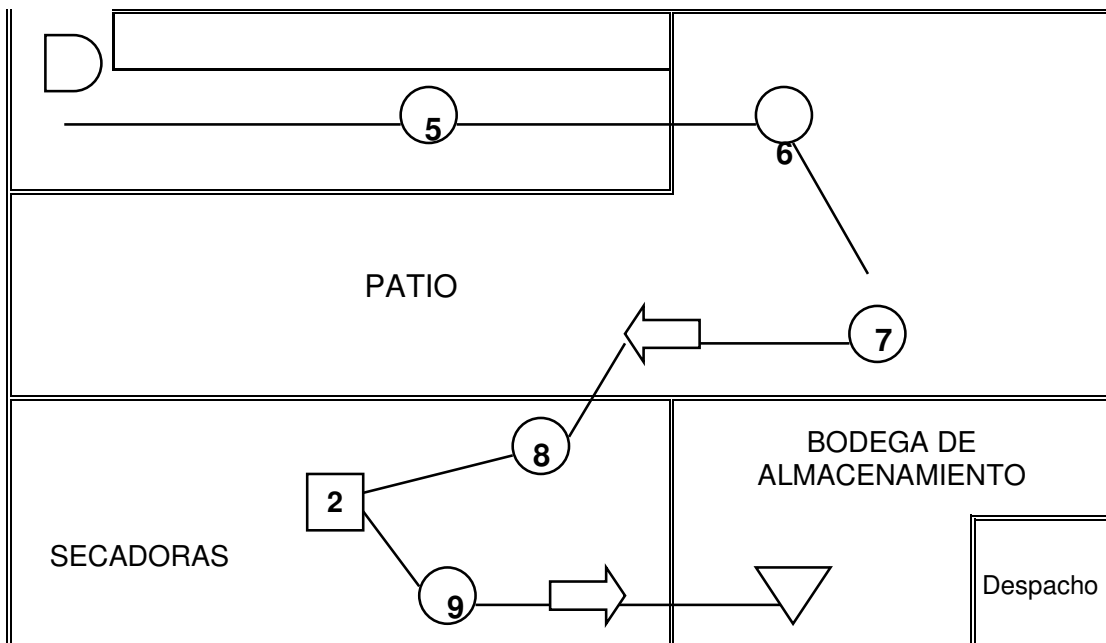 5
6
PATIO
7
8
BODEGA DE
ALMACENAMIENTO
2
SECADORAS
9
Despacho